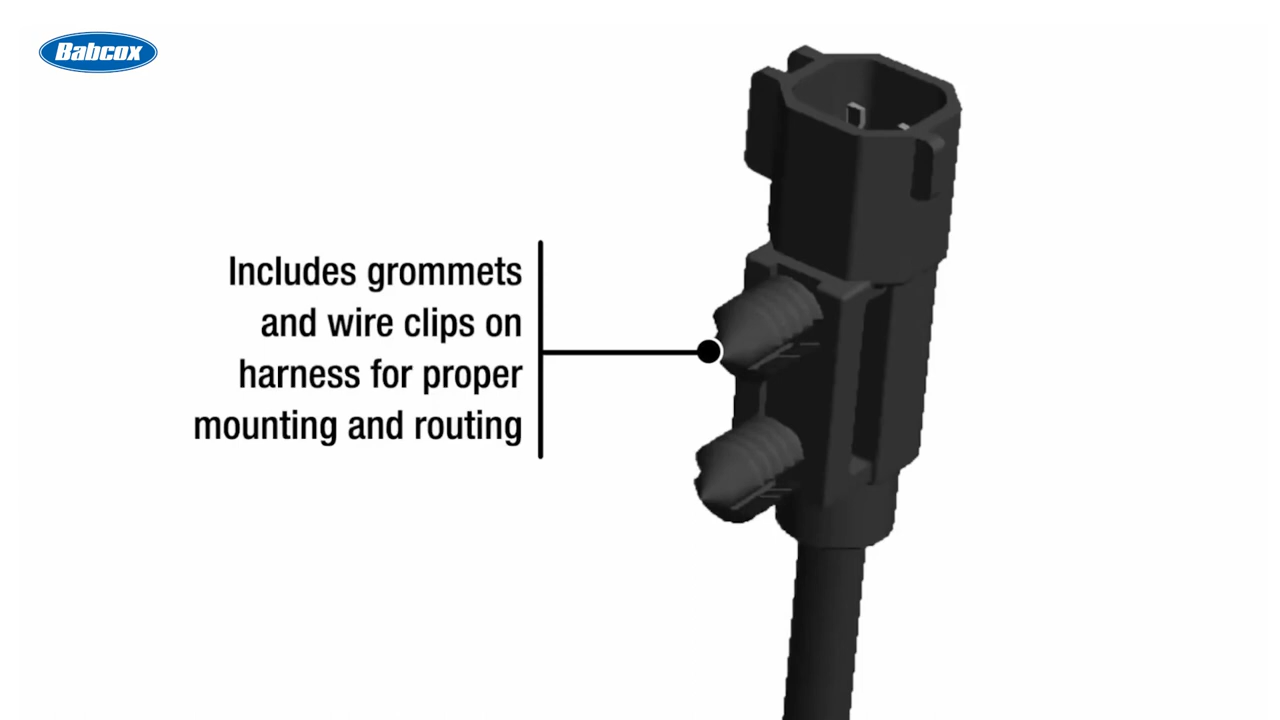 Babcox
Includes grommets
and wire clips on
harness for proper
mounting and routing